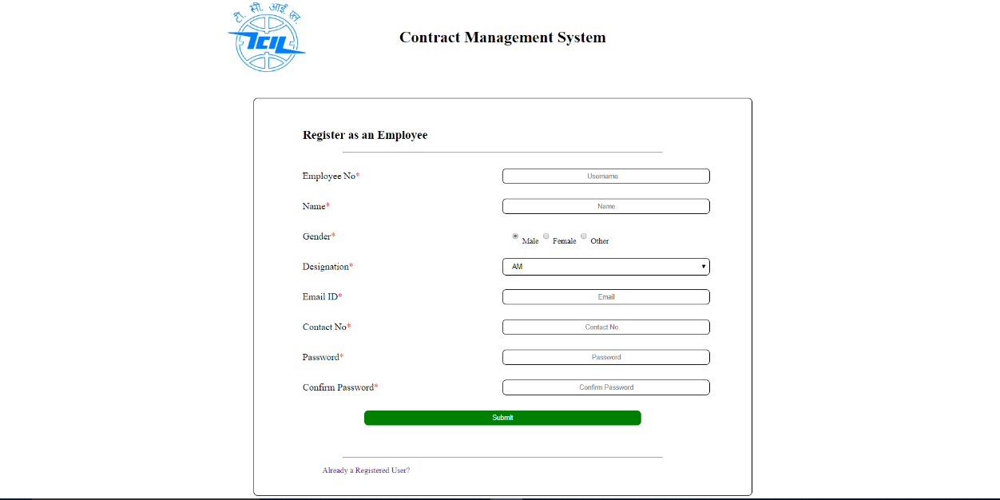 टी. सी. आई. एल.
TCIL
Contract Management System
Register as an Employee
Employee No* Username
Name* Name
Gender* Male Female Other
Designation* AM
Email ID* Email
Contact No* Contact No
Password* Password
Confirm Password* Confirm Password
Submit
Already a Registered User?